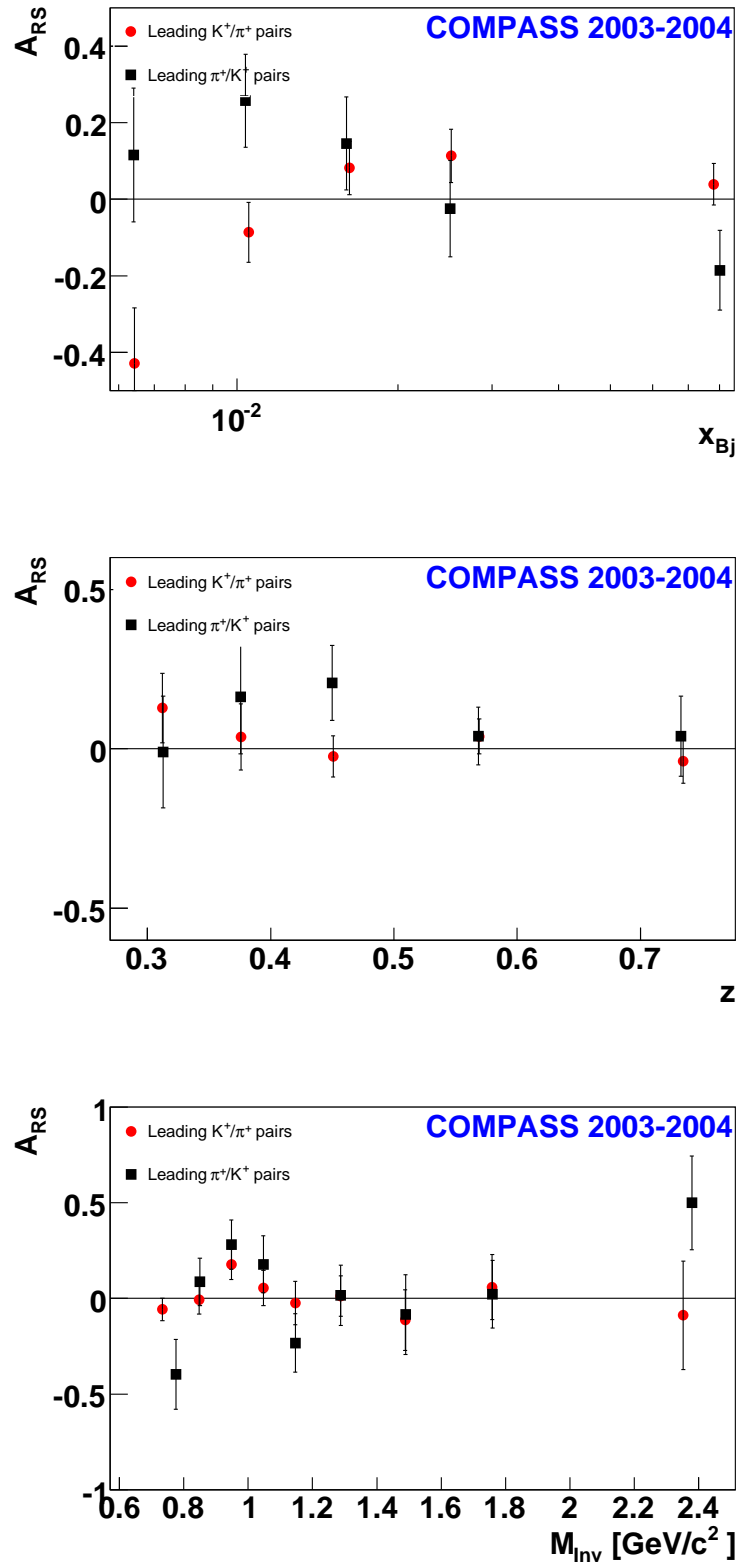 A_RS
COMPASS 2003-2004
Leading K⁺/π⁺ pairs
Leading π⁺/K⁺ pairs
0.4
0.2
0
-0.2
-0.4
10⁻²
x_Bj
A_RS
COMPASS 2003-2004
Leading K⁺/π⁺ pairs
Leading π⁺/K⁺ pairs
0.5
0
-0.5
0.3 0.4 0.5 0.6 0.7
z
A_RS
COMPASS 2003-2004
Leading K⁺/π⁺ pairs
Leading π⁺/K⁺ pairs
1
0.5
0
-0.5
-1
0.6 0.8 1 1.2 1.4 1.6 1.8 2 2.2 2.4
M_Inv [GeV/c²]